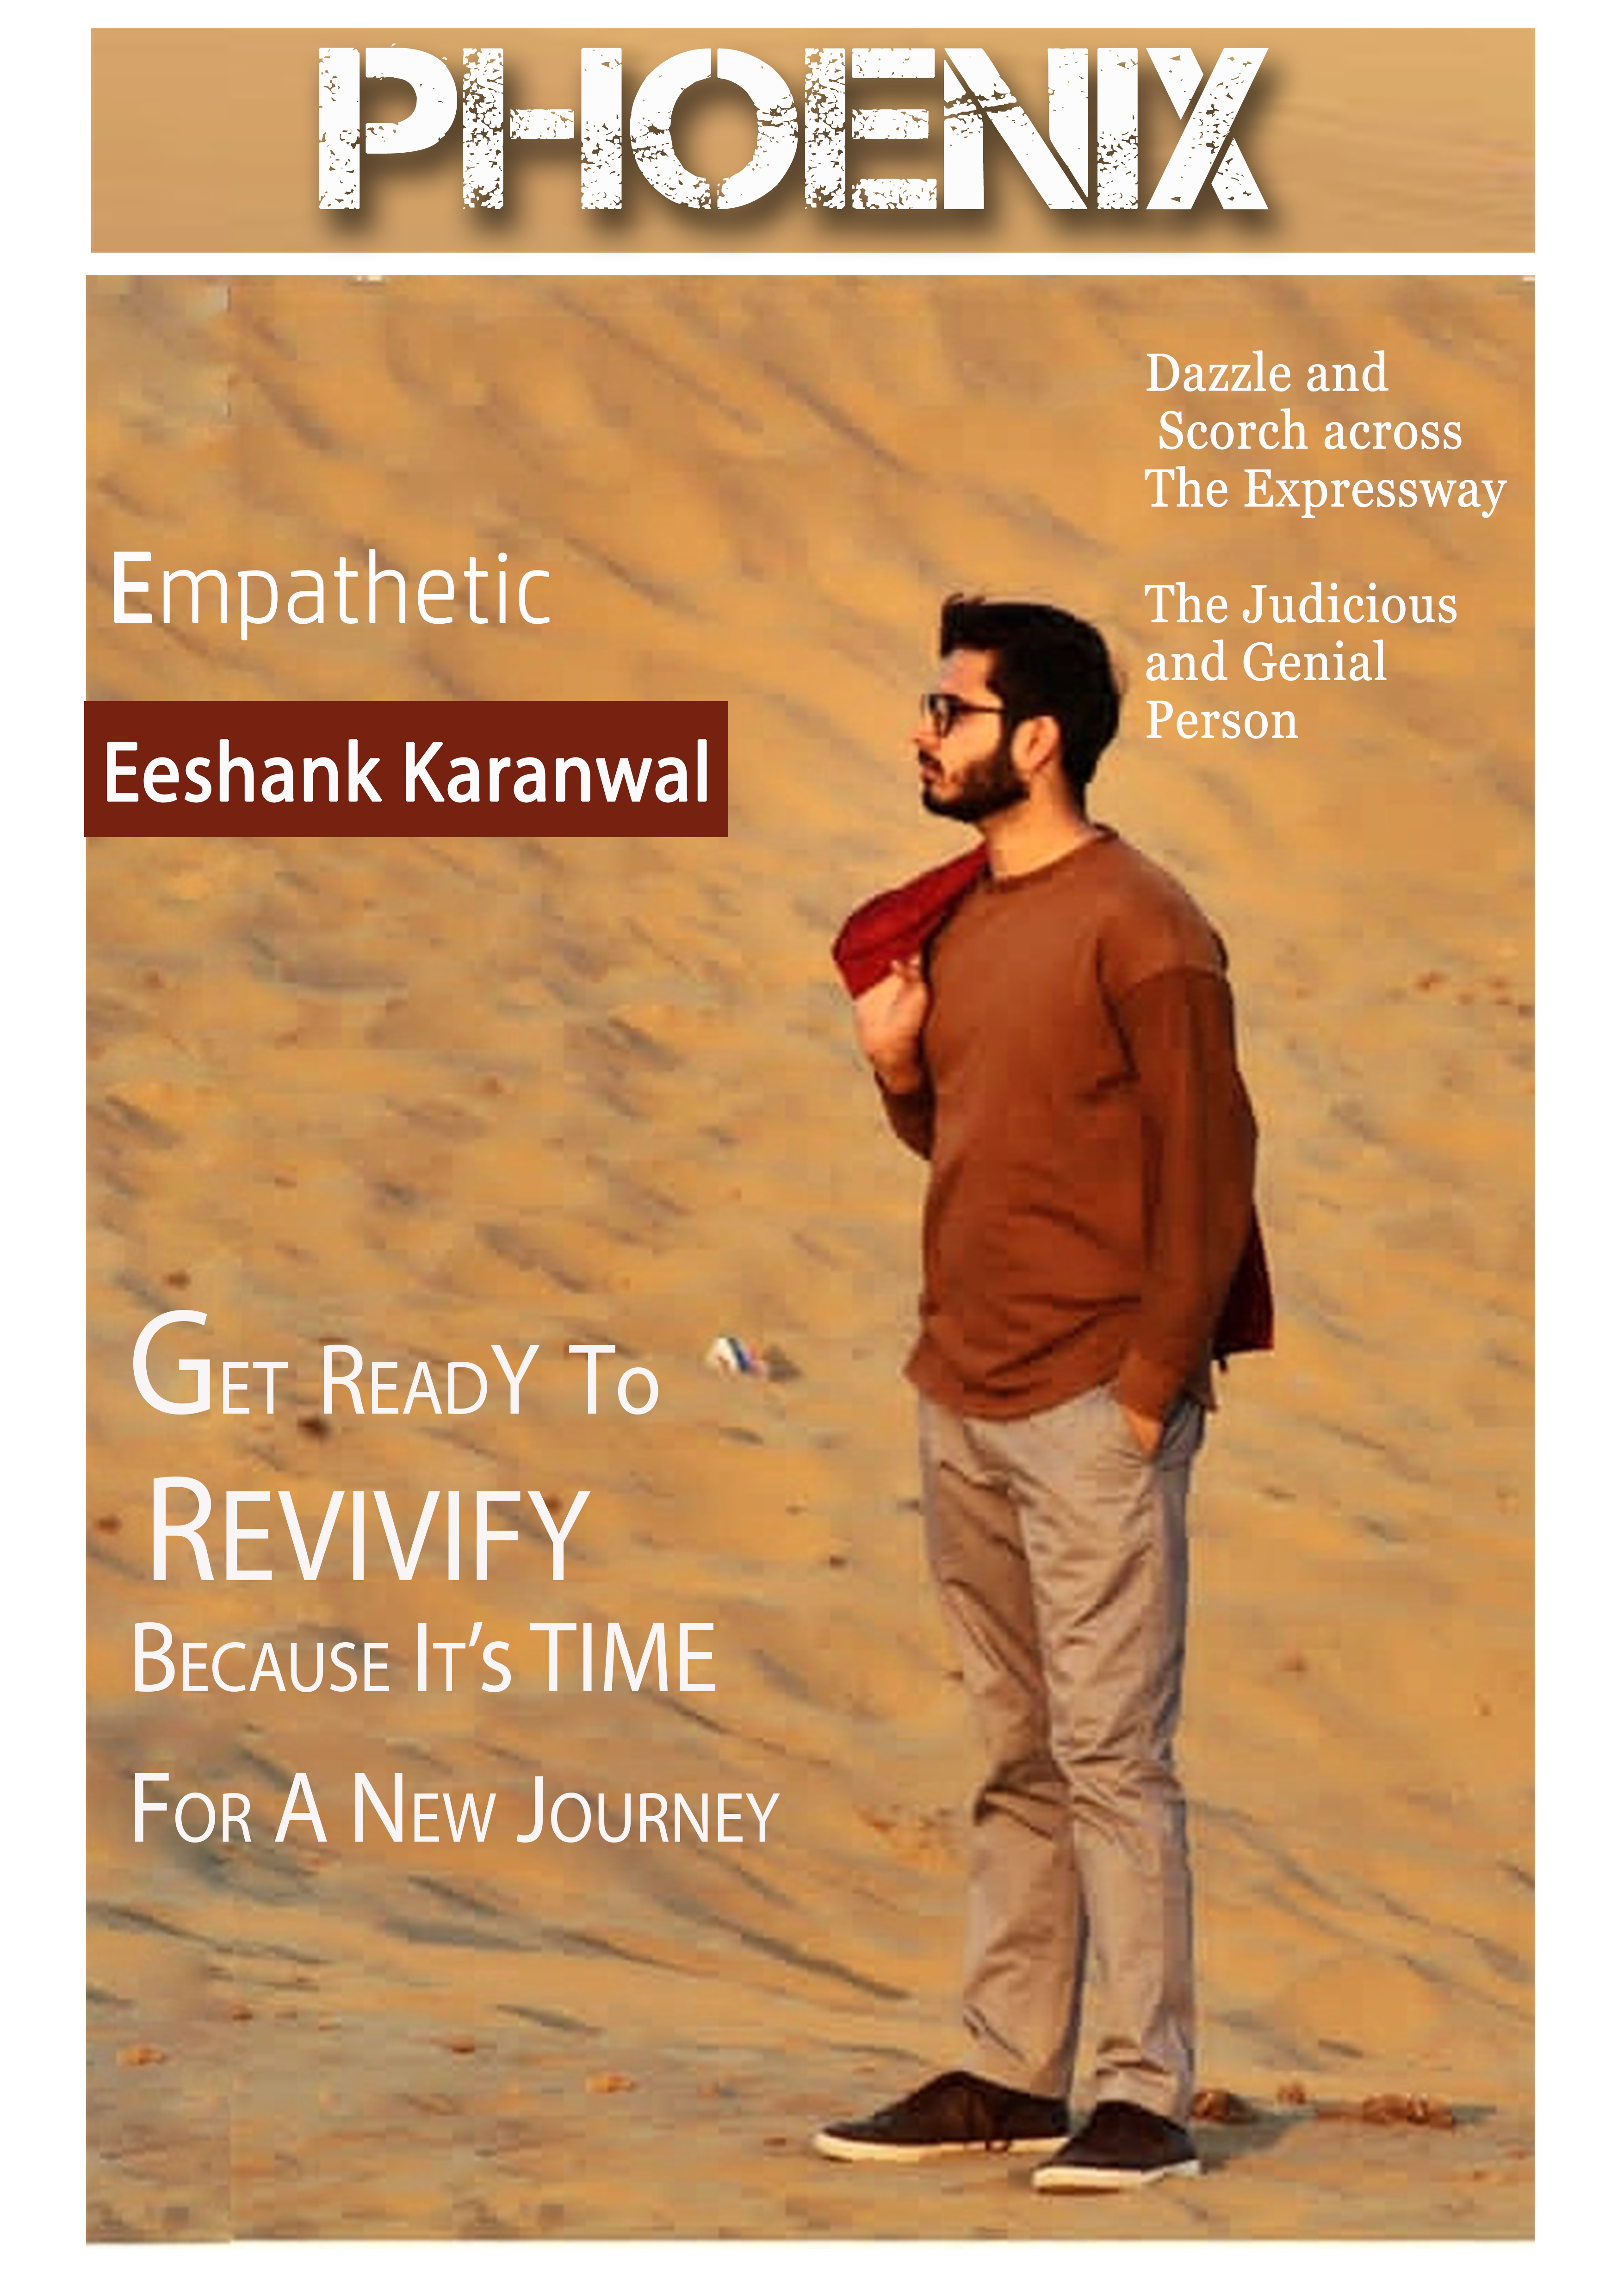 PHOENIX
Dazzle and
Scorch across
The Expressway
Empathetic
The Judicious
and Genial
Person
Eeshank Karanwal
GET READY To
REVIVIFY
BECAUSE IT'S TIME
FOR A NEW JOURNEY